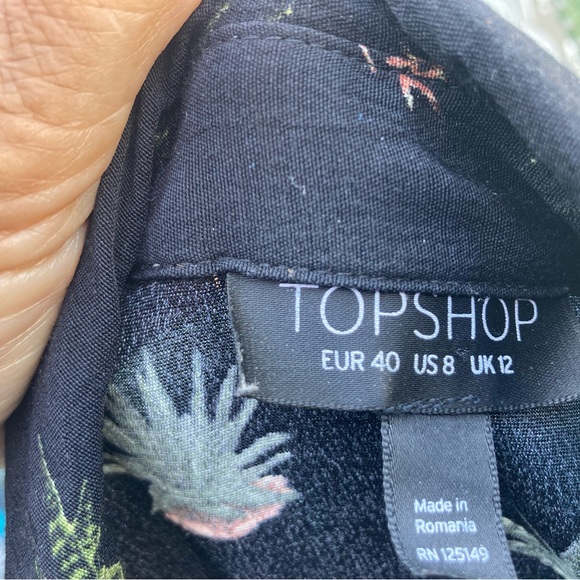 TOPSHOP
EUR 40 US 8 UK 12
Made in
Romania
RN 125149